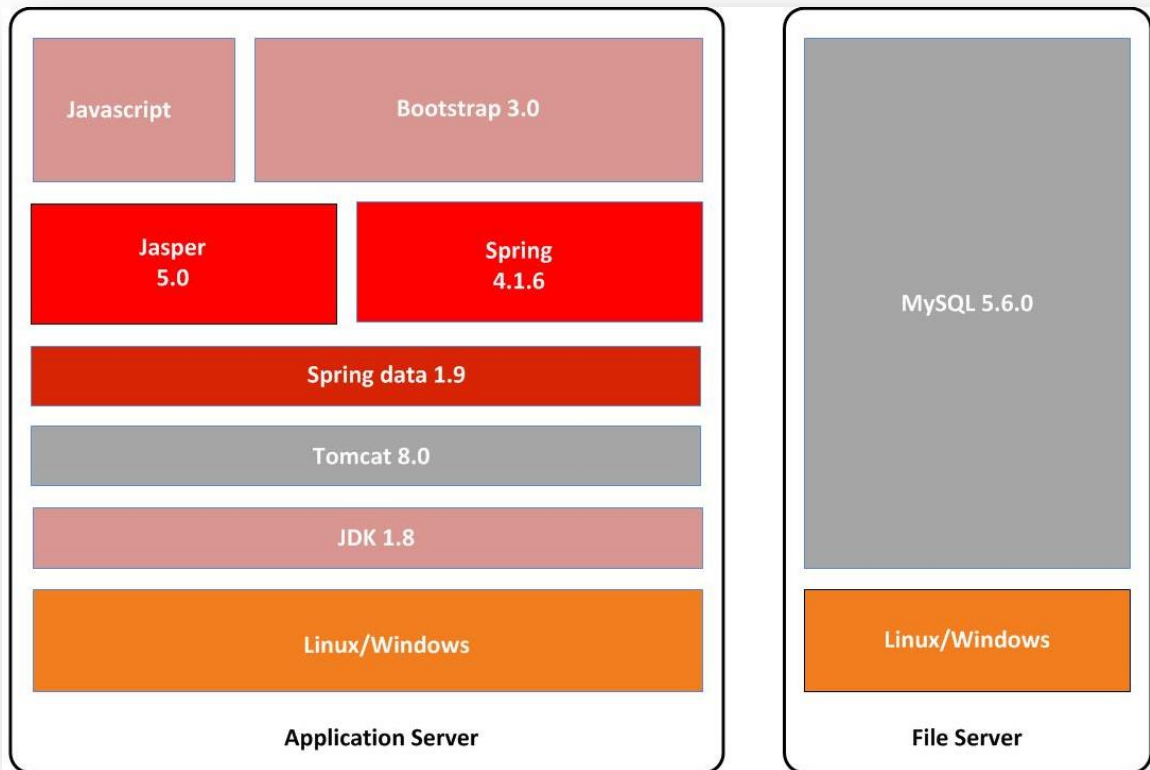 Javascript
Bootstrap 3.0
Jasper
5.0
Spring
4.1.6
Spring data 1.9
Tomcat 8.0
JDK 1.8
Linux/Windows
Application Server
MySQL 5.6.0
Linux/Windows
File Server